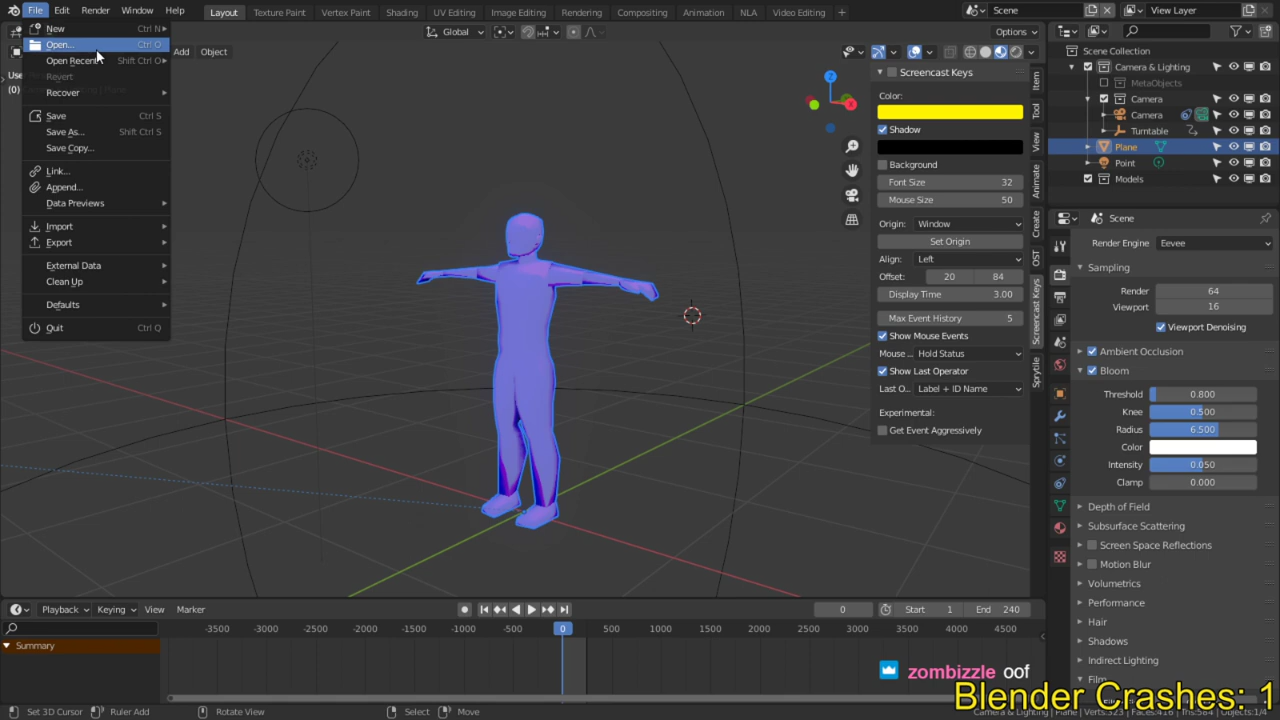 File Edit Render Window Help
Layout Texture Paint Vertex Paint Shading UV Editing Image Editing Rendering Compositing Animation NLA Video Editing +
Scene
View Layer
New Ctrl N
Open... Ctrl O
Open Recent Shift Ctrl O
Revert
Recover
Save Ctrl S
Save As... Shift Ctrl S
Save Copy...
Link...
Append...
Data Previews
Import
Export
External Data
Clean Up
Defaults
Quit Ctrl Q
Add Object
Global
Options
Z
Screencast Keys
Color:
Shadow
Background
Font Size 32
Mouse Size 50
Origin: Window
Set Origin
Align: Left
Offset: 20 84
Display Time 3.00
Max Event History 5
Show Mouse Events
Mouse... Hold Status
Show Last Operator
Last O... Label + ID Name
Experimental:
Get Event Aggressively
Item
Tool
View
Animate
Create
OST
Screencast Keys
Sprytile
Scene Collection
Camera & Lighting
MetaObjects
Camera
Camera
Turntable
Plane
Point
Models
Scene
Render Engine Eevee
Sampling
Render 64
Viewport 16
Viewport Denoising
Ambient Occlusion
Bloom
Threshold 0.800
Knee 0.500
Radius 6.500
Color
Intensity 0.050
Clamp 0.000
Depth of Field
Subsurface Scattering
Screen Space Reflections
Motion Blur
Volumetrics
Performance
Hair
Shadows
Indirect Lighting
Film
Playback Keying View Marker
0
Start 1 End 240
-3500 -3000 -2500 -2000 -1500 -1000 -500 0 500 1000 1500 2000 2500 3000 3500 4000 4500
Summary
zombizzle oof
Blender Crashes: 1
Set 3D Cursor Ruler Add Rotate View Select Move